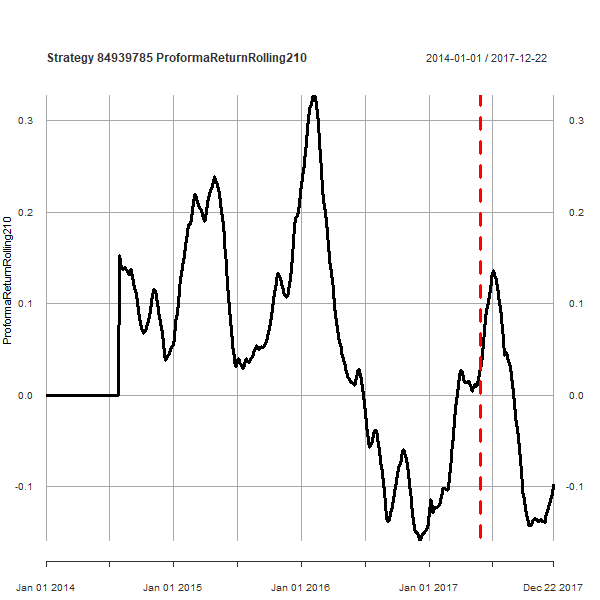 Strategy 84939785 ProformaReturnRolling210
2014-01-01 / 2017-12-22
ProformaReturnRolling210
0.3
0.2
0.1
0.0
-0.1
0.3
0.2
0.1
0.0
-0.1
Jan 01 2014 Jan 01 2015 Jan 01 2016 Jan 01 2017 Dec 22 2017